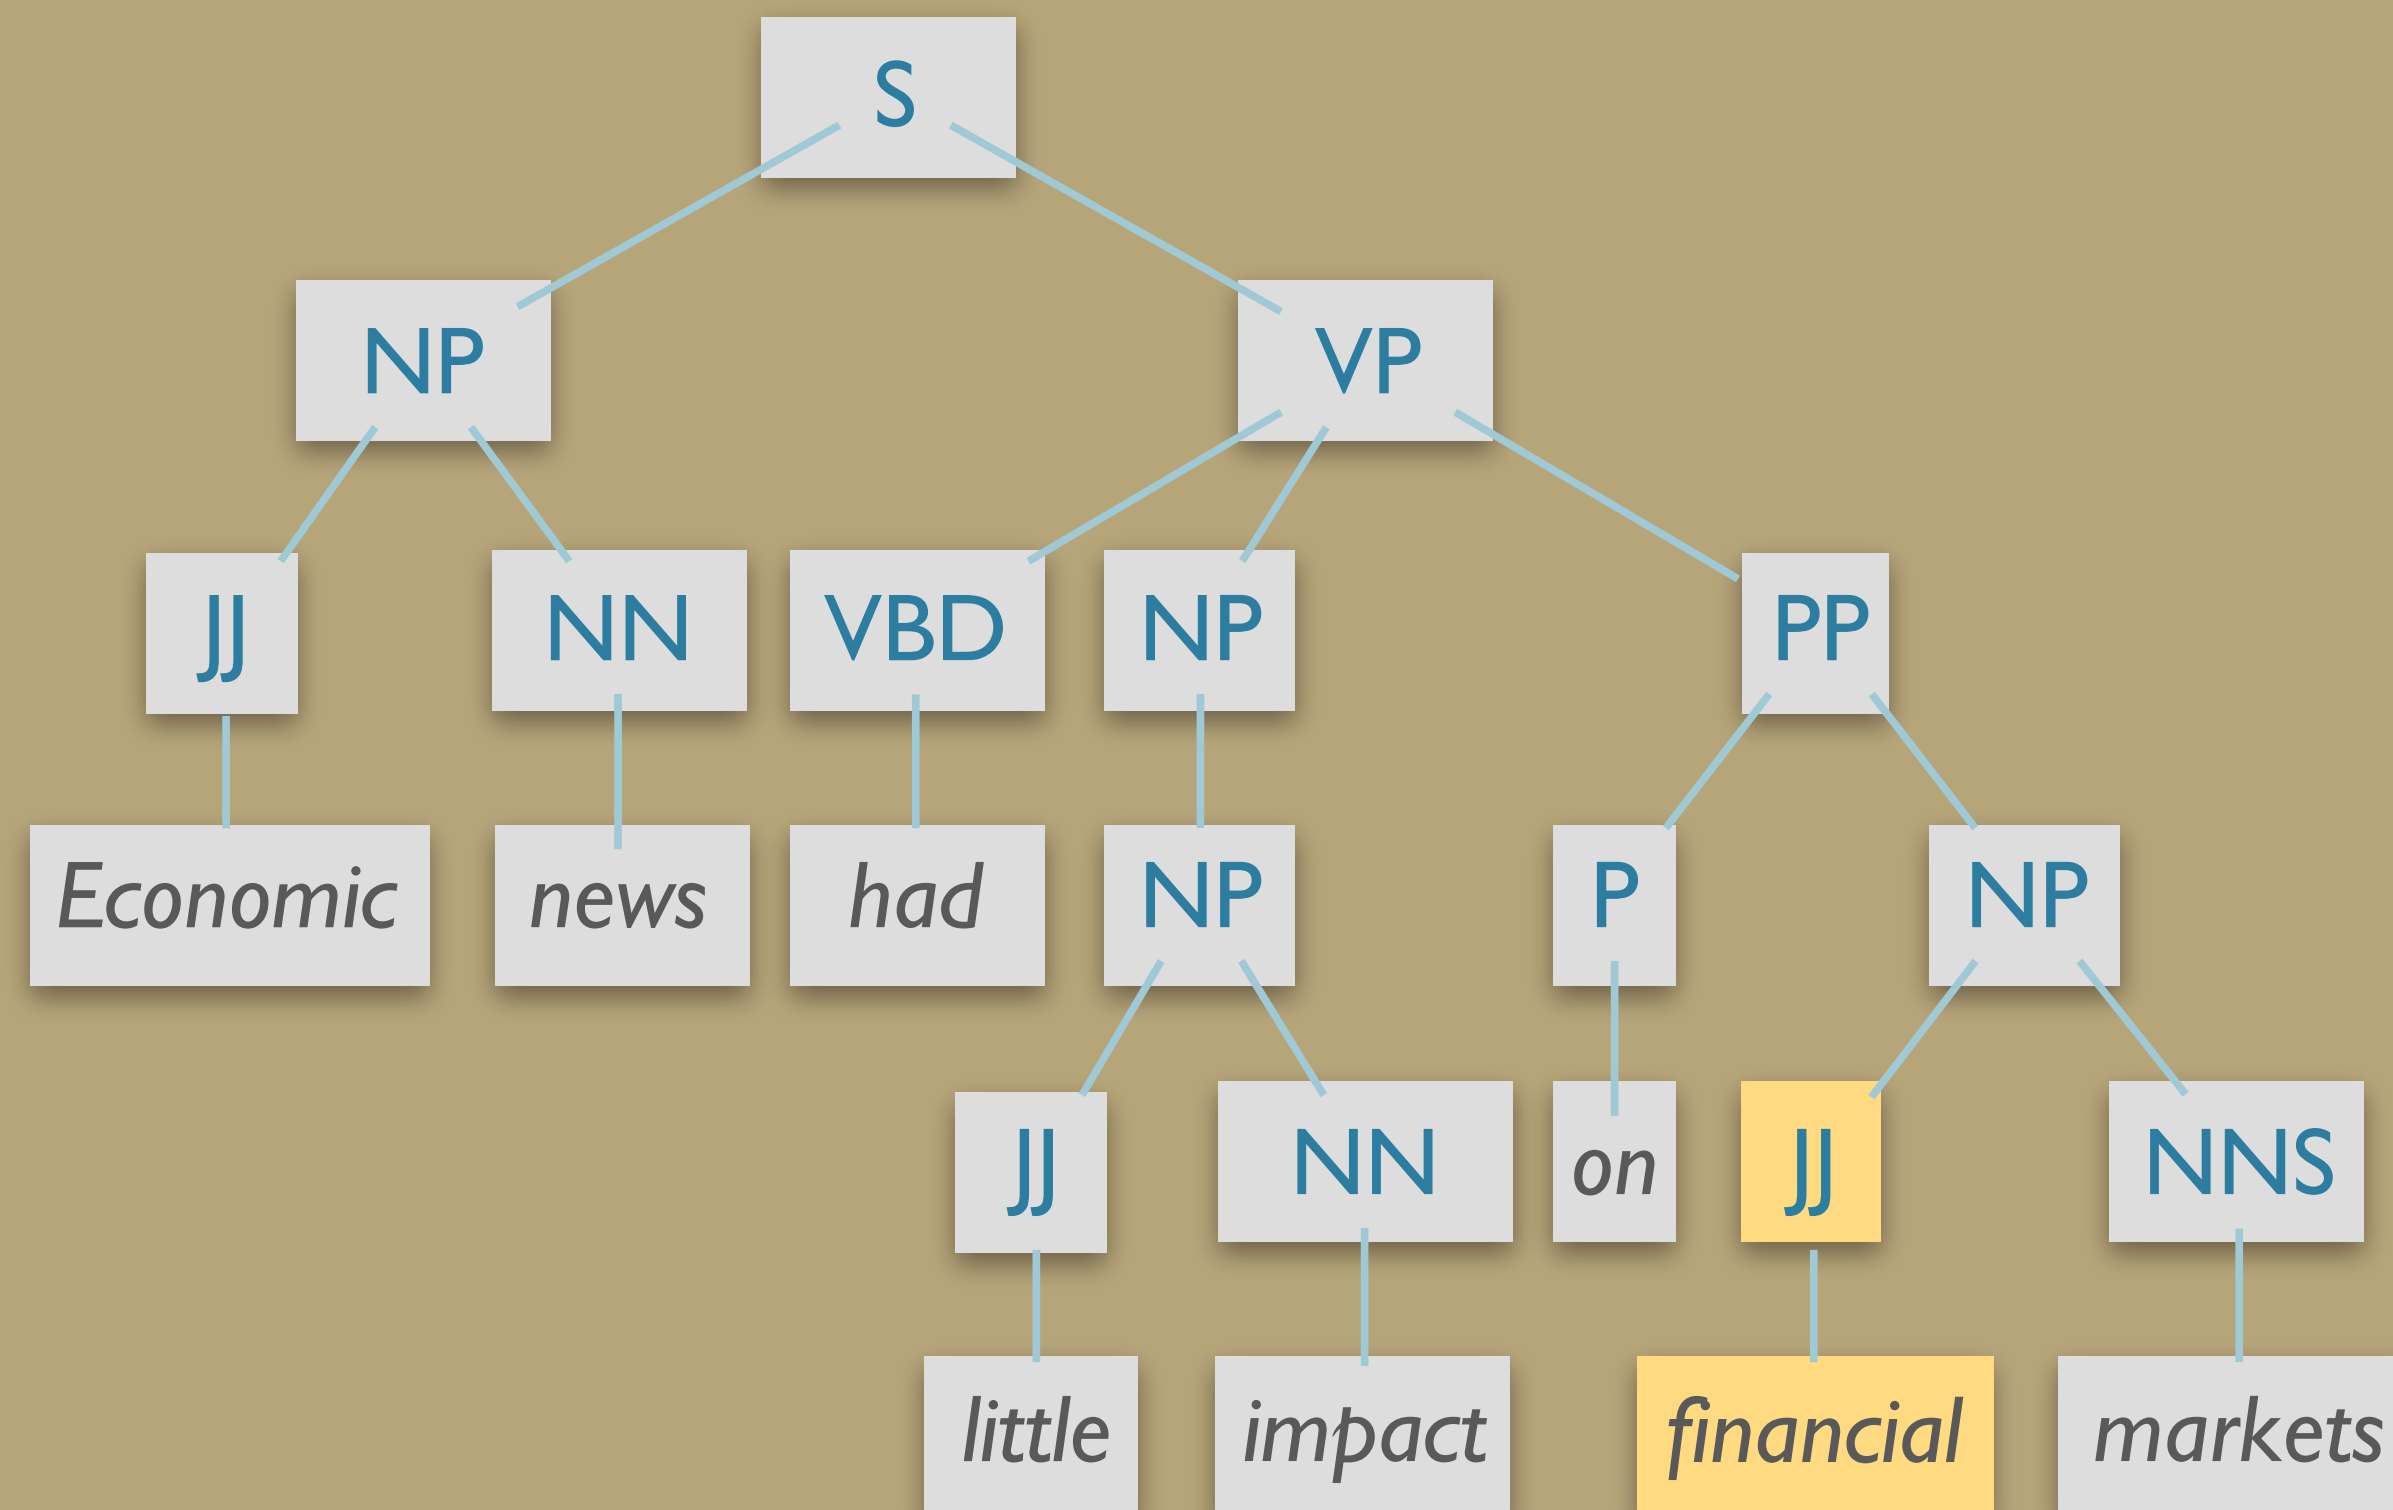 S
NP VP
JJ NN VBD NP PP
Economic news had NP P NP
JJ NN on JJ NNS
little impact financial markets